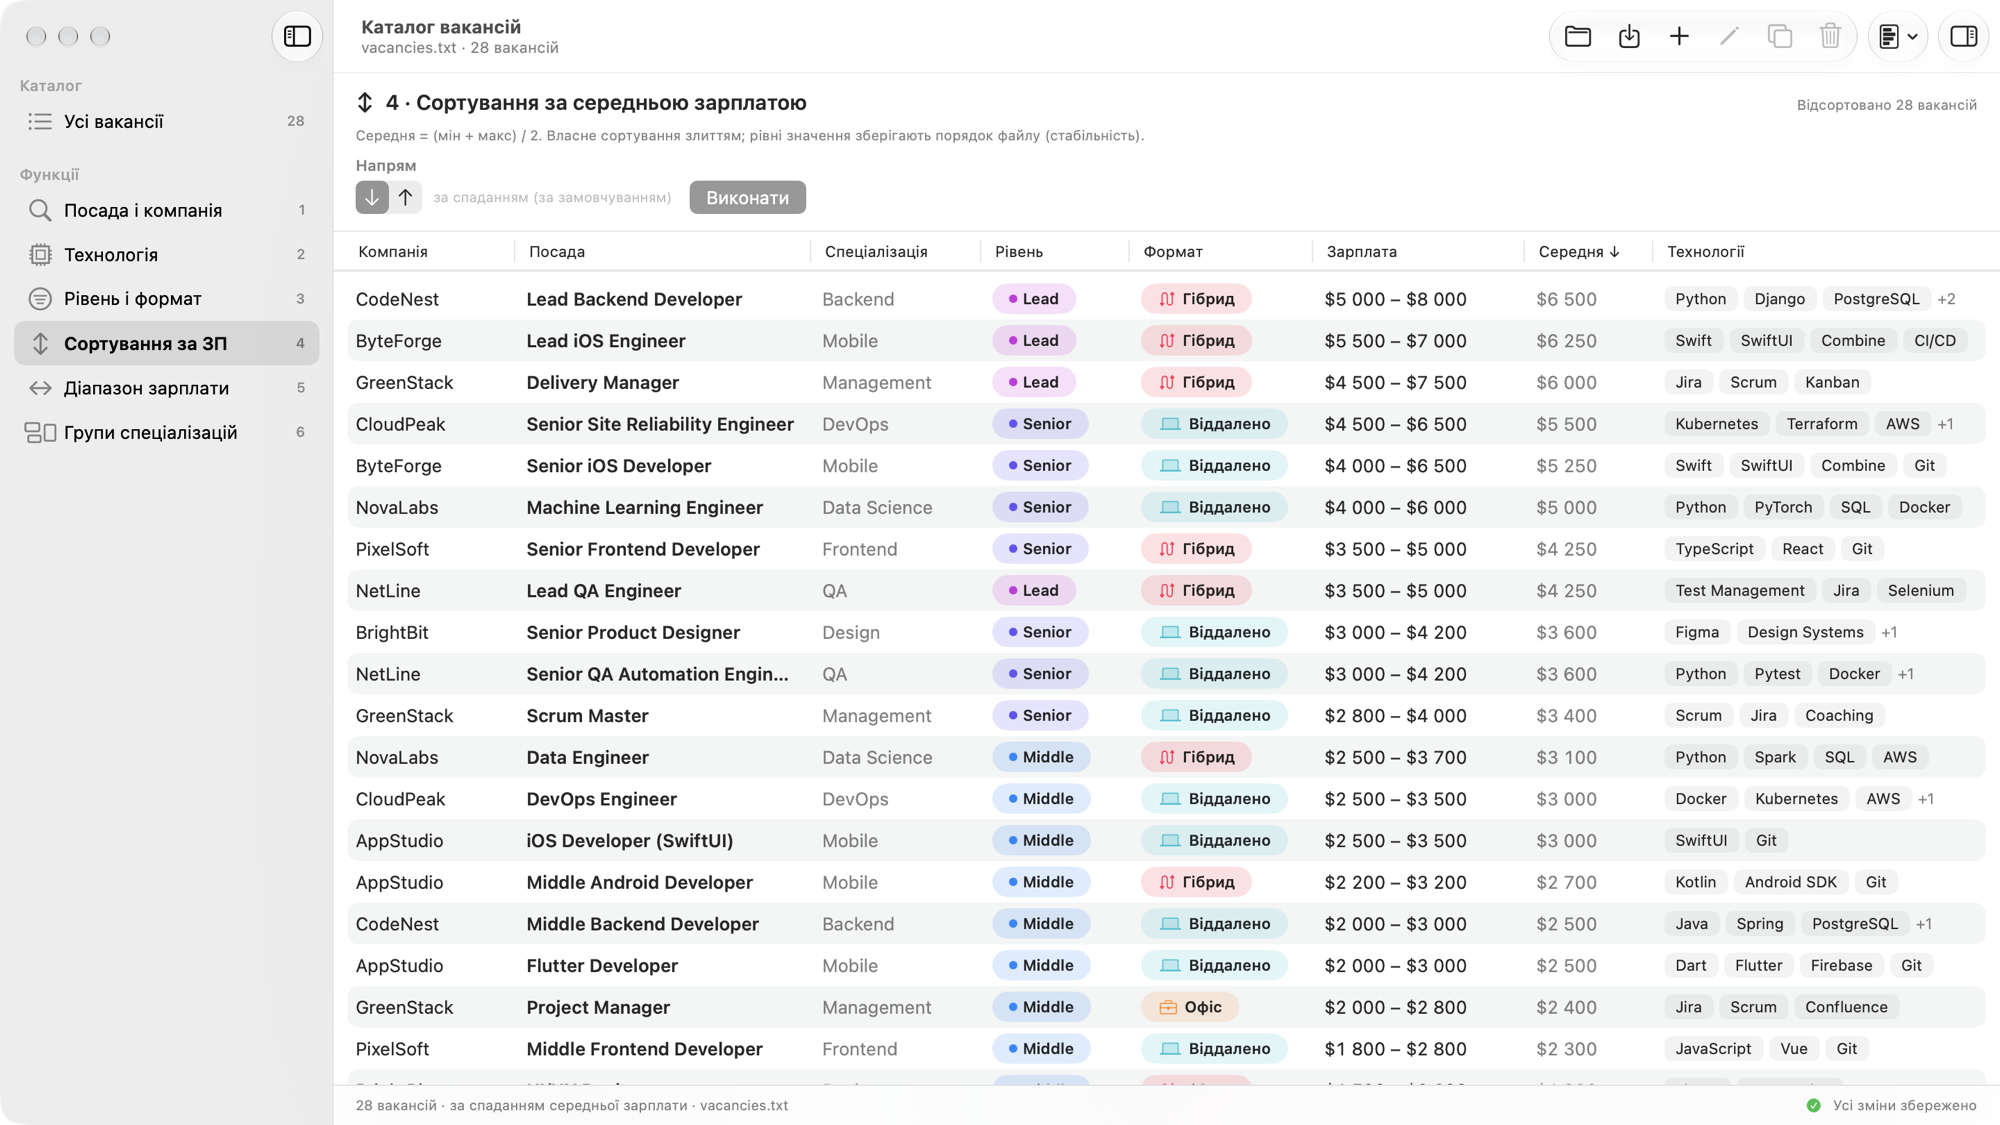 Каталог вакансій
vacancies.txt · 28 вакансій
Каталог
Усі вакансії 28
Функції
Посада і компанія 1
Технологія 2
Рівень і формат 3
Сортування за ЗП 4
Діапазон зарплати 5
Групи спеціалізацій 6
4 · Сортування за середньою зарплатою
Відсортовано 28 вакансій
Середня = (мін + макс) / 2. Власне сортування злиттям; рівні значення зберігають порядок файлу (стабільність).
Напрям
за спаданням (за замовчуванням) Виконати
Компанія Посада Спеціалізація Рівень Формат Зарплата Середня ↓ Технології
CodeNest Lead Backend Developer Backend Lead Гібрид $5 000 – $8 000 $6 500 Python Django PostgreSQL +2
ByteForge Lead iOS Engineer Mobile Lead Гібрид $5 500 – $7 000 $6 250 Swift SwiftUI Combine CI/CD
GreenStack Delivery Manager Management Lead Гібрид $4 500 – $7 500 $6 000 Jira Scrum Kanban
CloudPeak Senior Site Reliability Engineer DevOps Senior Віддалено $4 500 – $6 500 $5 500 Kubernetes Terraform AWS +1
ByteForge Senior iOS Developer Mobile Senior Віддалено $4 000 – $6 500 $5 250 Swift SwiftUI Combine Git
NovaLabs Machine Learning Engineer Data Science Senior Віддалено $4 000 – $6 000 $5 000 Python PyTorch SQL Docker
PixelSoft Senior Frontend Developer Frontend Senior Гібрид $3 500 – $5 000 $4 250 TypeScript React Git
NetLine Lead QA Engineer QA Lead Гібрид $3 500 – $5 000 $4 250 Test Management Jira Selenium
BrightBit Senior Product Designer Design Senior Віддалено $3 000 – $4 200 $3 600 Figma Design Systems +1
NetLine Senior QA Automation Engin... QA Senior Віддалено $3 000 – $4 200 $3 600 Python Pytest Docker +1
GreenStack Scrum Master Management Senior Віддалено $2 800 – $4 000 $3 400 Scrum Jira Coaching
NovaLabs Data Engineer Data Science Middle Гібрид $2 500 – $3 700 $3 100 Python Spark SQL AWS
CloudPeak DevOps Engineer DevOps Middle Віддалено $2 500 – $3 500 $3 000 Docker Kubernetes AWS +1
AppStudio iOS Developer (SwiftUI) Mobile Middle Віддалено $2 500 – $3 500 $3 000 SwiftUI Git
AppStudio Middle Android Developer Mobile Middle Гібрид $2 200 – $3 200 $2 700 Kotlin Android SDK Git
CodeNest Middle Backend Developer Backend Middle Віддалено $2 000 – $3 000 $2 500 Java Spring PostgreSQL +1
AppStudio Flutter Developer Mobile Middle Віддалено $2 000 – $3 000 $2 500 Dart Flutter Firebase Git
GreenStack Project Manager Management Middle Офіс $2 000 – $2 800 $2 400 Jira Scrum Confluence
PixelSoft Middle Frontend Developer Frontend Middle Віддалено $1 800 – $2 800 $2 300 JavaScript Vue Git
28 вакансій · за спаданням середньої зарплати · vacancies.txt
Усі зміни збережено